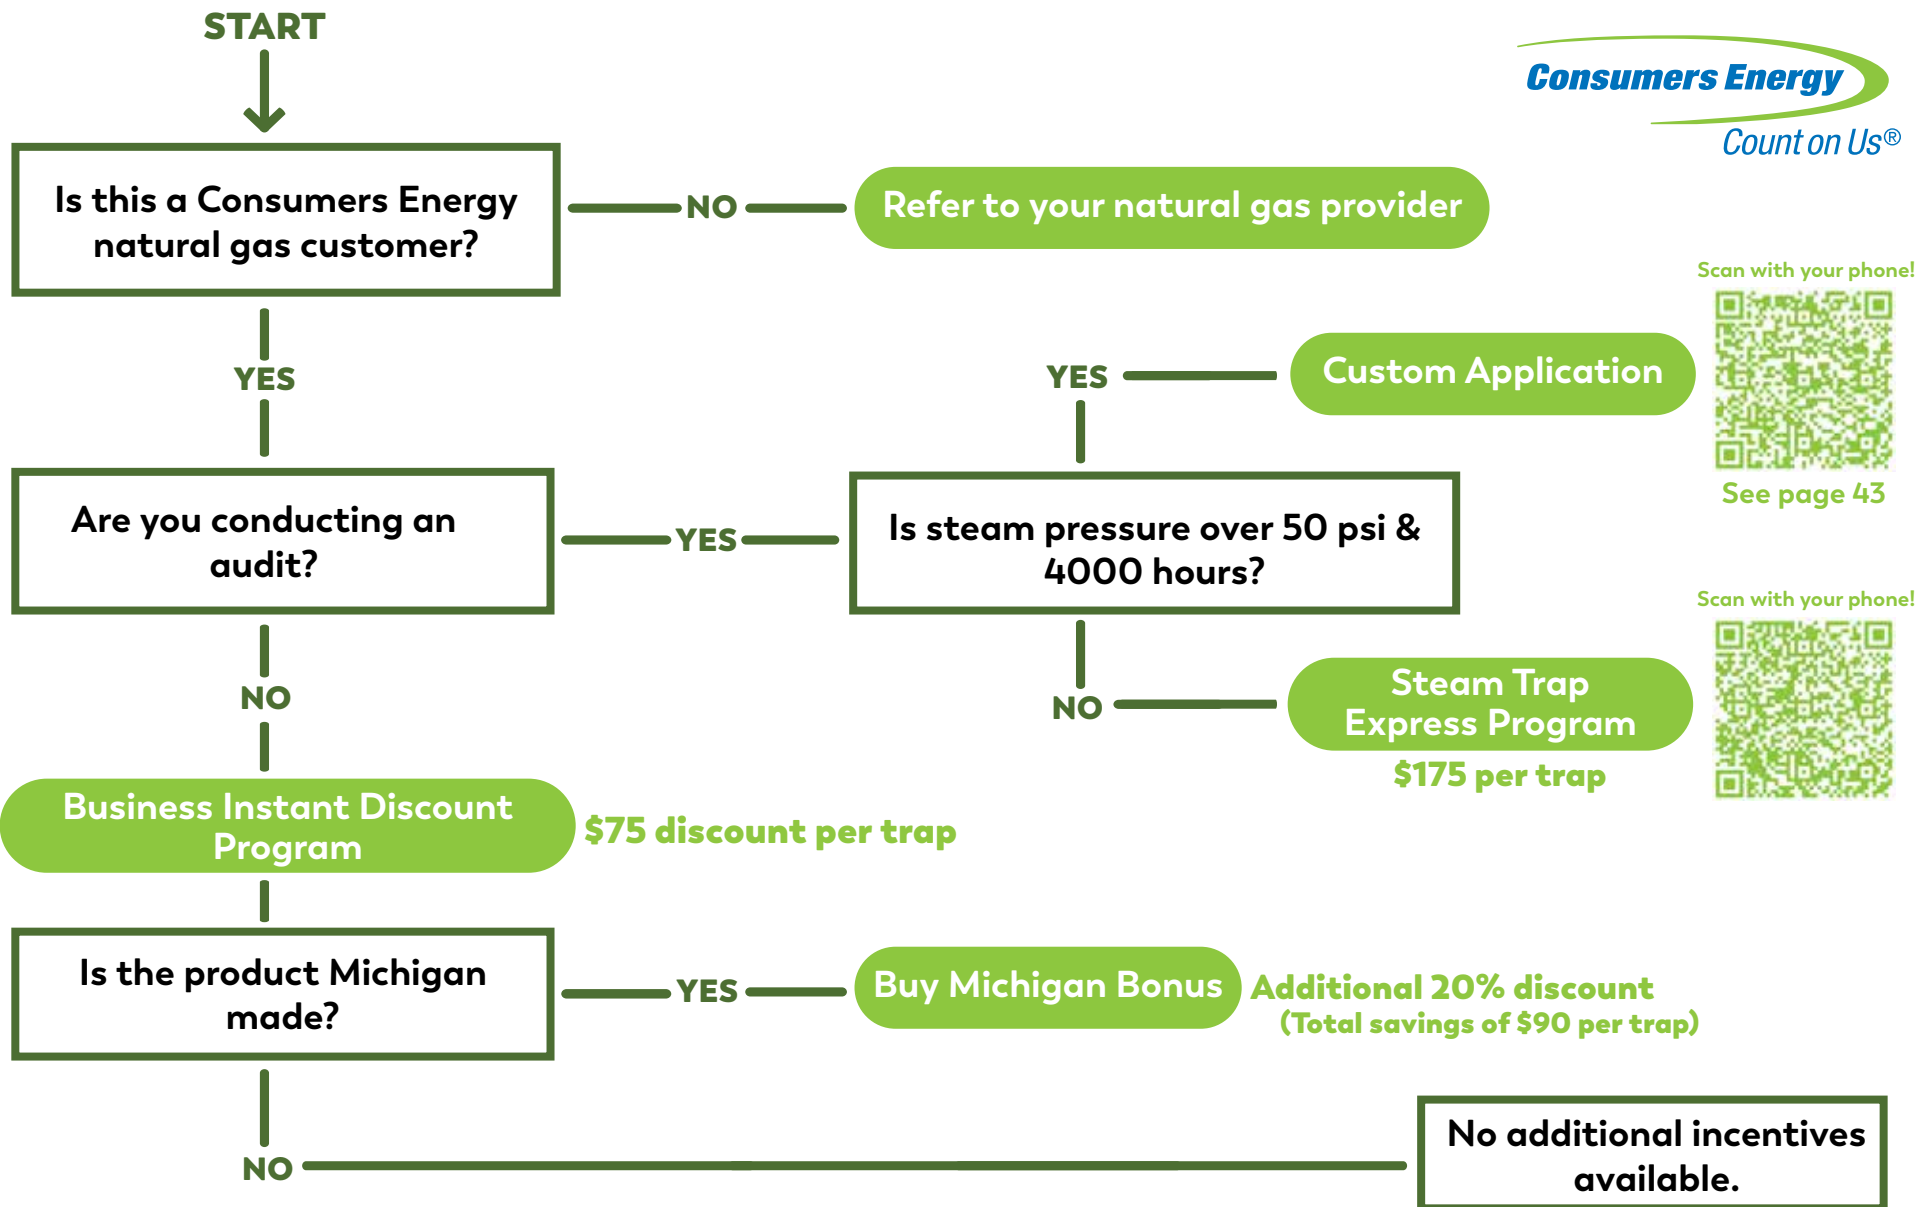 START
Consumers Energy
Count on Us®
Is this a Consumers Energy
natural gas customer?
NO
Refer to your natural gas provider
Scan with your phone!
YES
YES
Custom Application
See page 43
Are you conducting an
audit?
YES
Is steam pressure over 50 psi &
4000 hours?
Scan with your phone!
NO
NO
Steam Trap
Express Program
$175 per trap
Business Instant Discount
Program
$75 discount per trap
Is the product Michigan
made?
YES
Buy Michigan Bonus
Additional 20% discount
(Total savings of $90 per trap)
NO
No additional incentives
available.